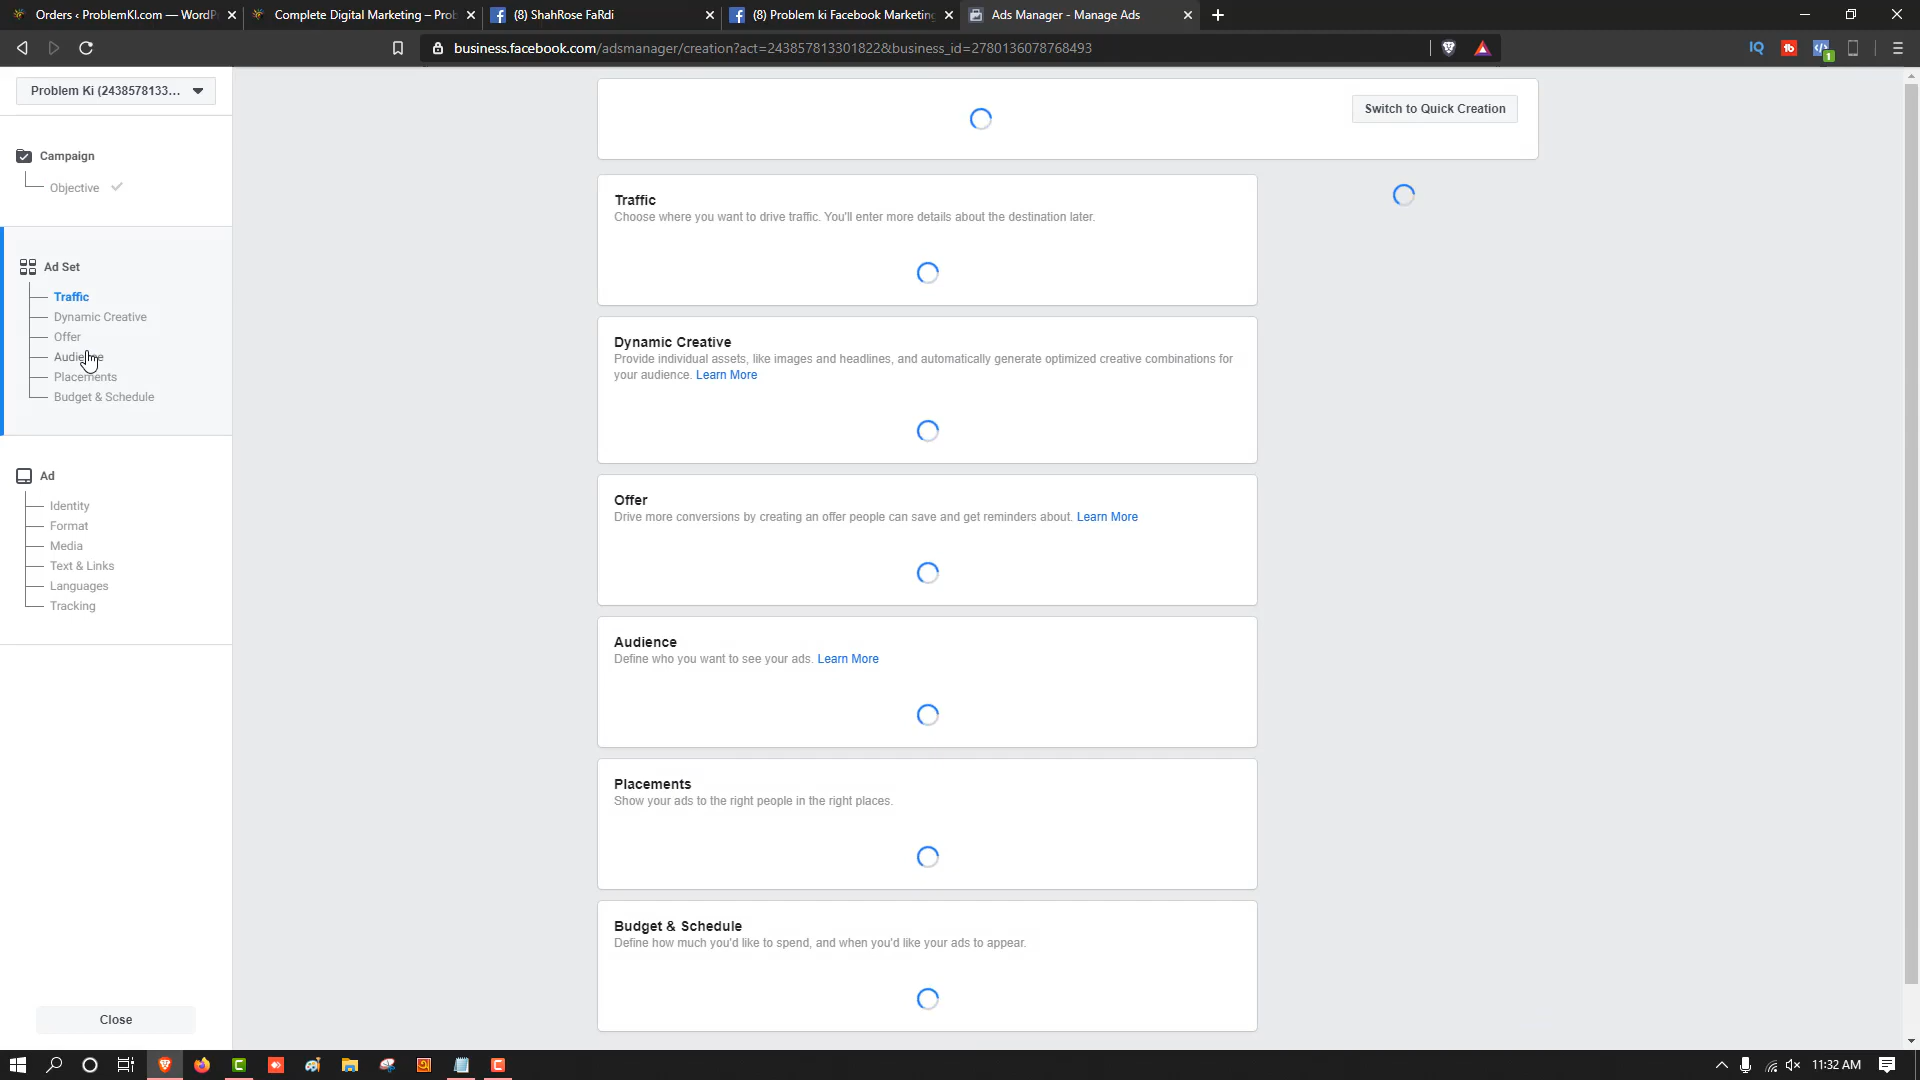 Orders ‹ ProblemKI.com — WordP
Complete Digital Marketing – Prob
(8) ShahRose FaRdi
(8) Problem ki Facebook Marketing
Ads Manager - Manage Ads
business.facebook.com/adsmanager/creation?act=243857813301822&business_id=2780136078768493
IQ
tb
1
Problem Ki (2438578133...
Switch to Quick Creation
Campaign
Objective
Ad Set
Traffic
Dynamic Creative
Offer
Audience
Placements
Budget & Schedule
Ad
Identity
Format
Media
Text & Links
Languages
Tracking
Close
Traffic
Choose where you want to drive traffic. You'll enter more details about the destination later.
Dynamic Creative
Provide individual assets, like images and headlines, and automatically generate optimized creative combinations for
your audience. Learn More
Offer
Drive more conversions by creating an offer people can save and get reminders about. Learn More
Audience
Define who you want to see your ads. Learn More
Placements
Show your ads to the right people in the right places.
Budget & Schedule
Define how much you'd like to spend, and when you'd like your ads to appear.
11:32 AM